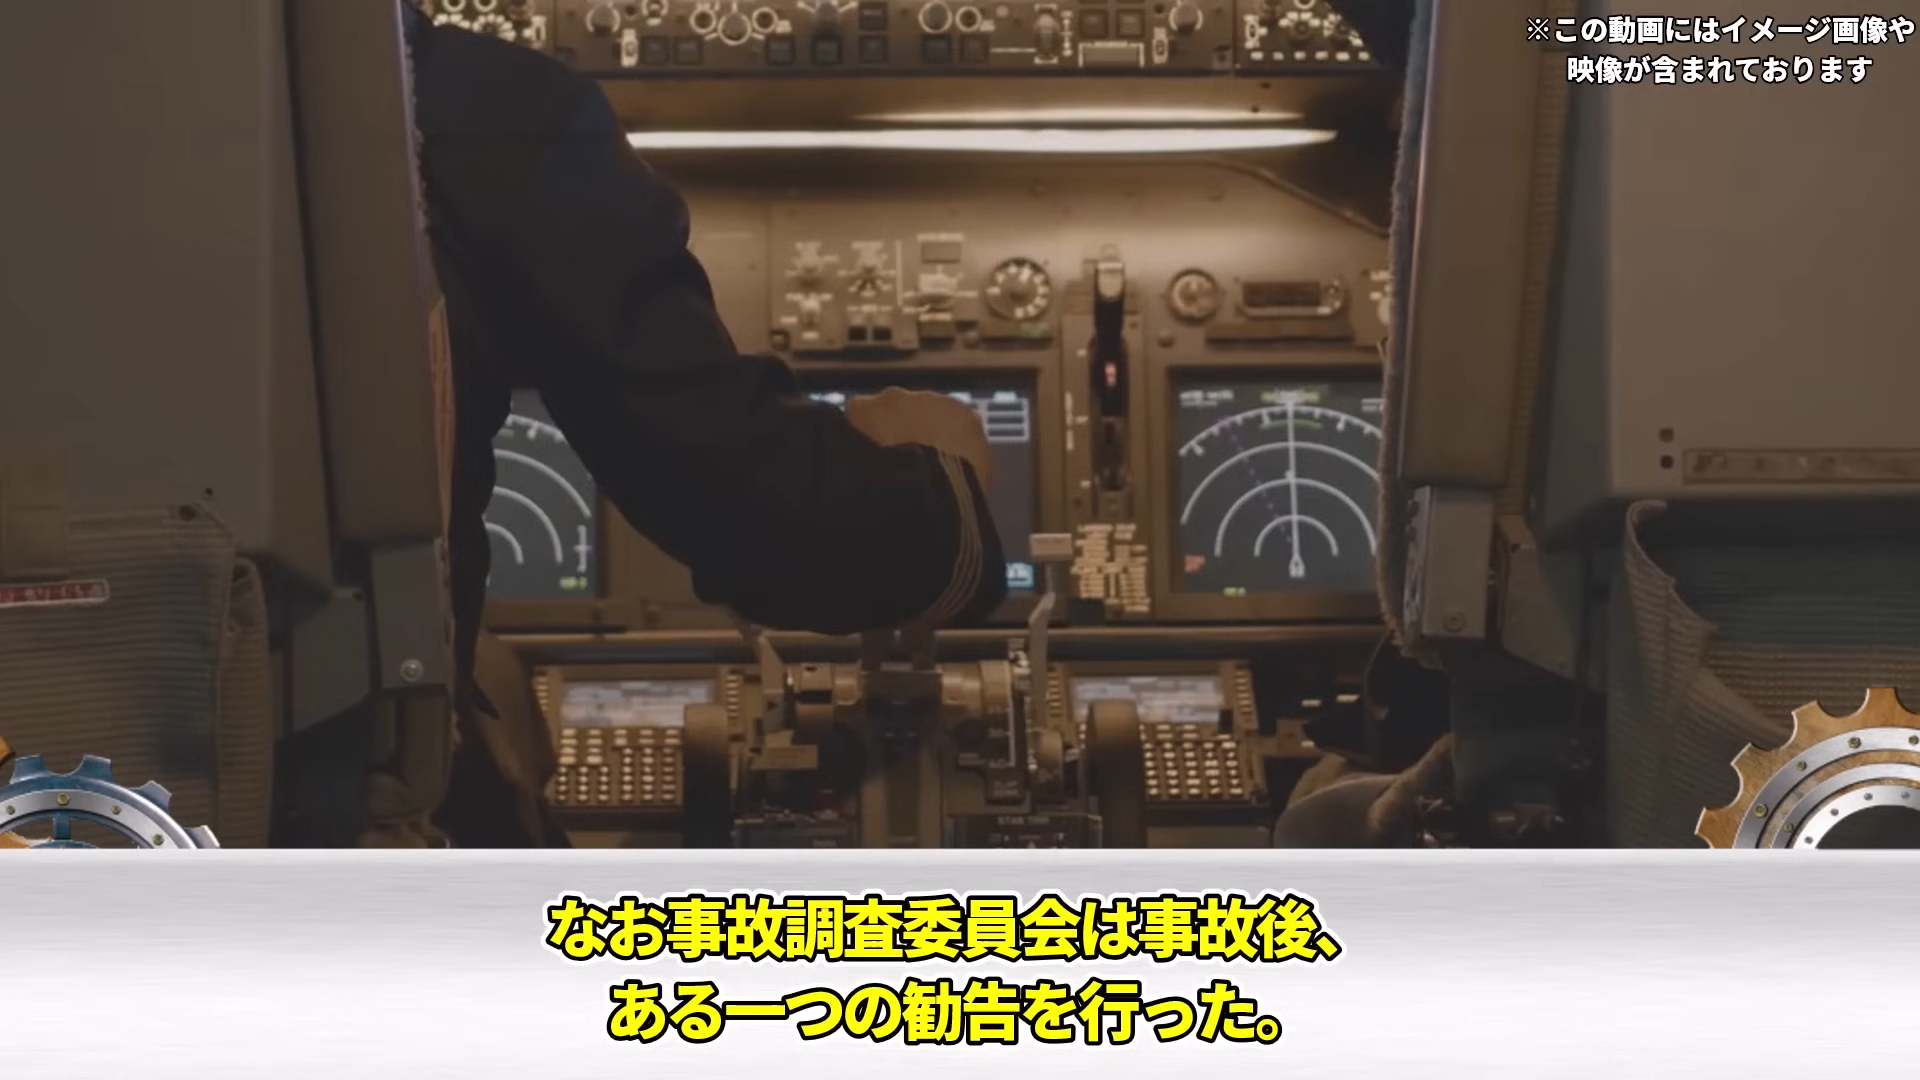 ※この動画にはイメージ画像や
映像が含まれております
STAB TRIM
なお事故調査委員会は事故後、
ある一つの勧告を行った。